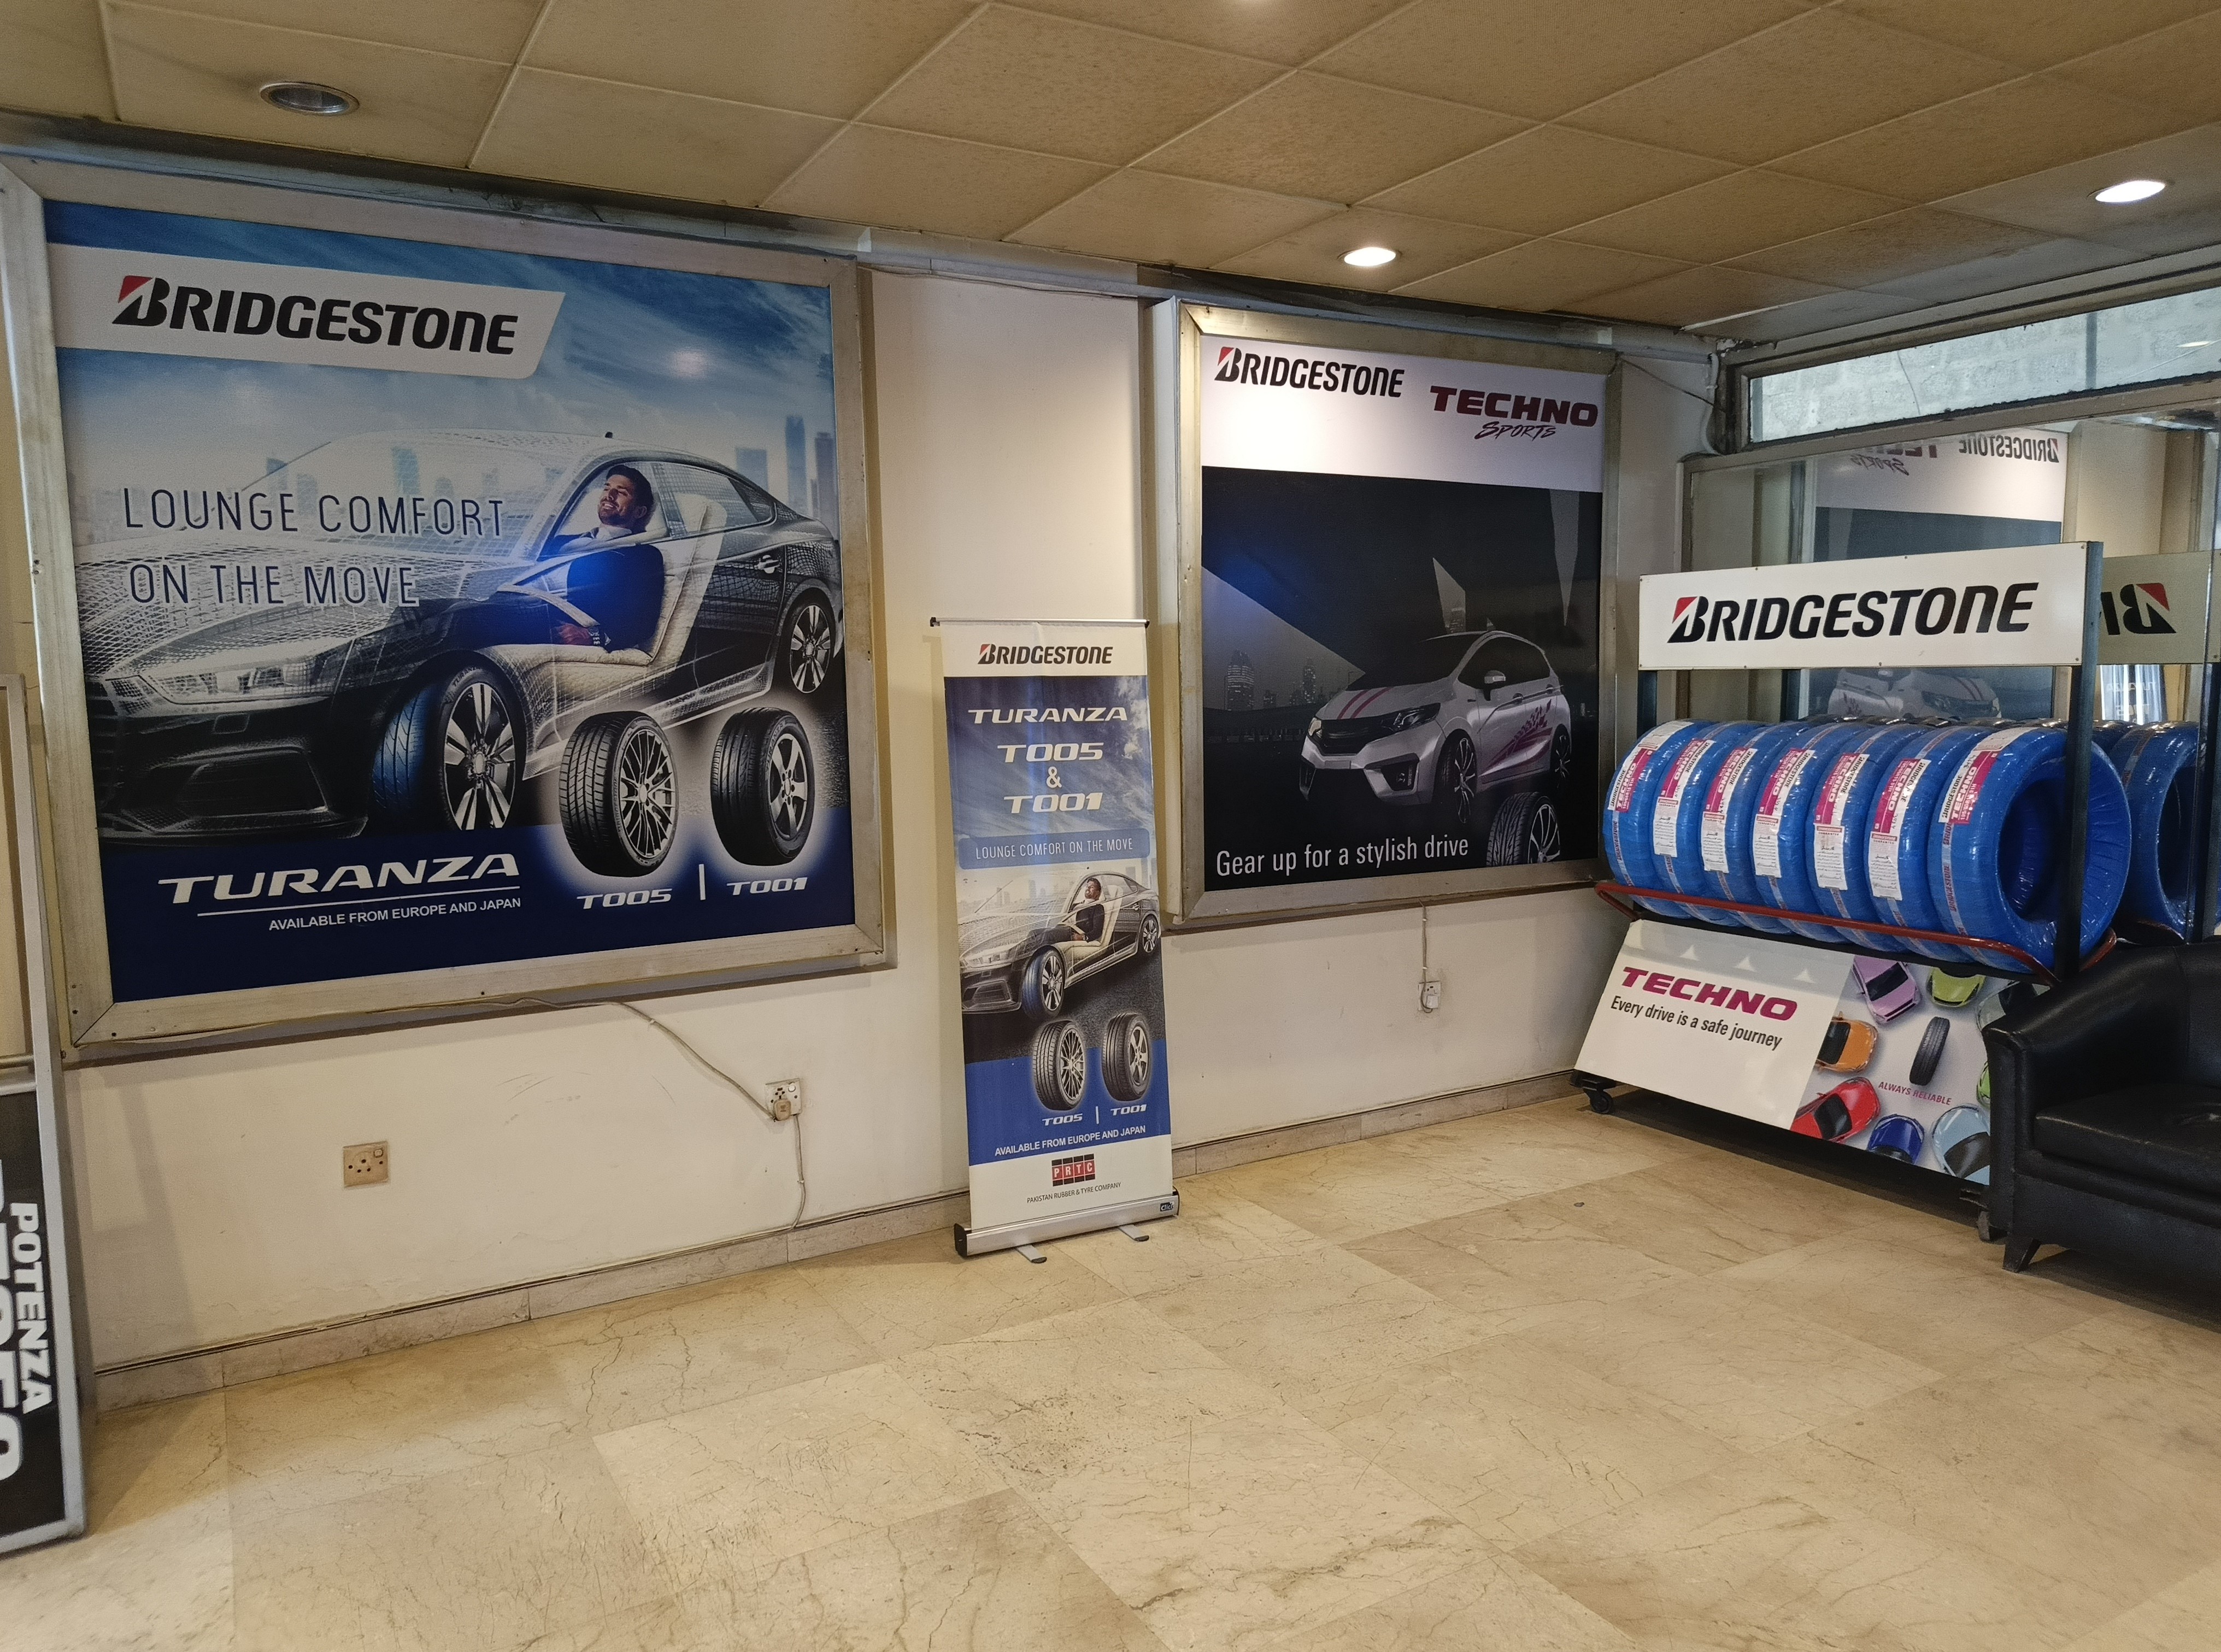 BRIDGESTONE
LOUNGE COMFORT
ON THE MOVE
TURANZA
AVAILABLE FROM EUROPE AND JAPAN
T005 | T001
BRIDGESTONE
TURANZA
T005
&
T001
LOUNGE COMFORT ON THE MOVE
T005 | T001
AVAILABLE FROM EUROPE AND JAPAN
PRTC
PAKISTAN RUBBER & TYRE COMPANY
BRIDGESTONE
TECHNO
SPORTS
Gear up for a stylish drive
BRIDGESTONE
TECHNO
Every drive is a safe journey
ALWAYS RELIABLE
POTENZA